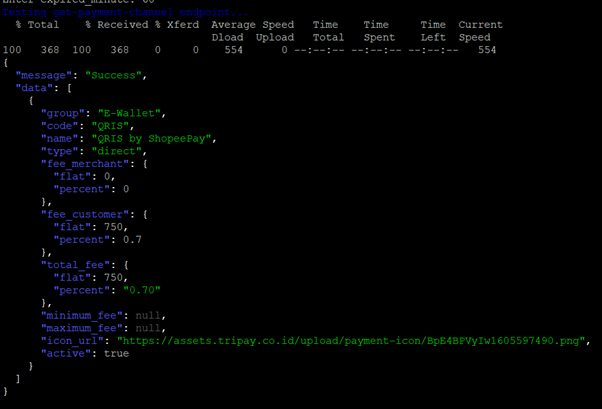 Enter expired_minute: 60
Testing get-payment-channel endpoint...
  % Total    % Received % Xferd  Average Speed   Time    Time     Time  Current
                                 Dload  Upload   Total   Spent    Left  Speed
100   368  100   368    0     0    554      0 --:--:-- --:--:-- --:--:--   554
{
  "message": "Success",
  "data": [
    {
      "group": "E-Wallet",
      "code": "QRIS",
      "name": "QRIS by ShopeePay",
      "type": "direct",
      "fee_merchant": {
        "flat": 0,
        "percent": 0
      },
      "fee_customer": {
        "flat": 750,
        "percent": 0.7
      },
      "total_fee": {
        "flat": 750,
        "percent": "0.70"
      },
      "minimum_fee": null,
      "maximum_fee": null,
      "icon_url": "https://assets.tripay.co.id/upload/payment-icon/BpE4BPVyIw1605597490.png",
      "active": true
    }
  ]
}